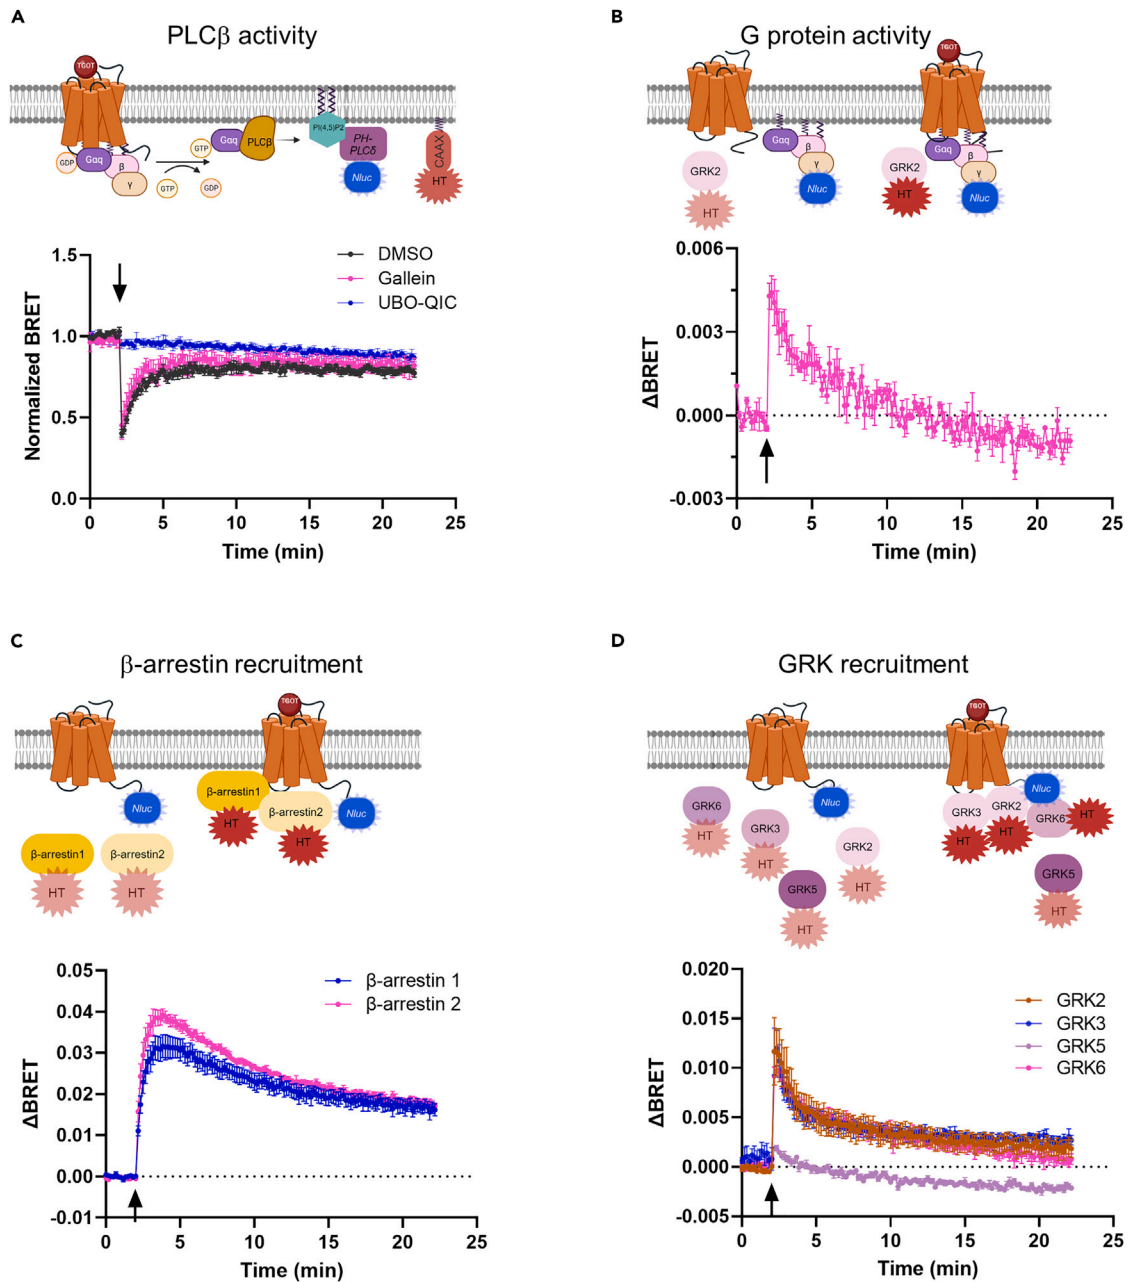 A
PLCβ activity
TGOT
GDP
Gαq
β
γ
GTP
GTP
GDP
Gαq
PLCβ
PI(4,5)P2
PH-
PLCδ
Nluc
CAAX
HT
1.5
1.0
0.5
0.0
Normalized BRET
DMSO
Gallein
UBO-QIC
0
5
10
15
20
25
Time (min)
B
G protein activity
GRK2
HT
Gαq
β
γ
Nluc
TGOT
GRK2
HT
Gαq
β
γ
Nluc
0.006
0.003
0.000
-0.003
ΔBRET
0
5
10
15
20
25
Time (min)
C
β-arrestin recruitment
Nluc
β-arrestin1
HT
β-arrestin2
HT
TGOT
β-arrestin1
HT
β-arrestin2
HT
Nluc
0.05
0.04
0.03
0.02
0.01
0.00
-0.01
ΔBRET
β-arrestin 1
β-arrestin 2
0
5
10
15
20
25
Time (min)
D
GRK recruitment
Nluc
GRK6
HT
GRK3
HT
GRK5
HT
GRK2
HT
TGOT
Nluc
GRK3
HT
GRK2
HT
GRK6
HT
GRK5
HT
0.020
0.015
0.010
0.005
0.000
-0.005
ΔBRET
GRK2
GRK3
GRK5
GRK6
0
5
10
15
20
25
Time (min)